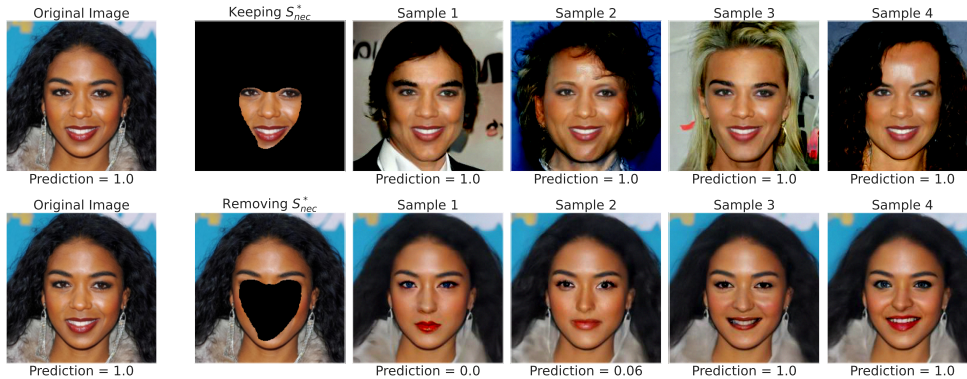 Original Image
Keeping S*nec
Sample 1
Sample 2
Sample 3
Sample 4
Prediction = 1.0
Prediction = 1.0
Prediction = 1.0
Prediction = 1.0
Prediction = 1.0
Original Image
Removing S*nec
Sample 1
Sample 2
Sample 3
Sample 4
Prediction = 1.0
Prediction = 0.0
Prediction = 0.06
Prediction = 1.0
Prediction = 1.0